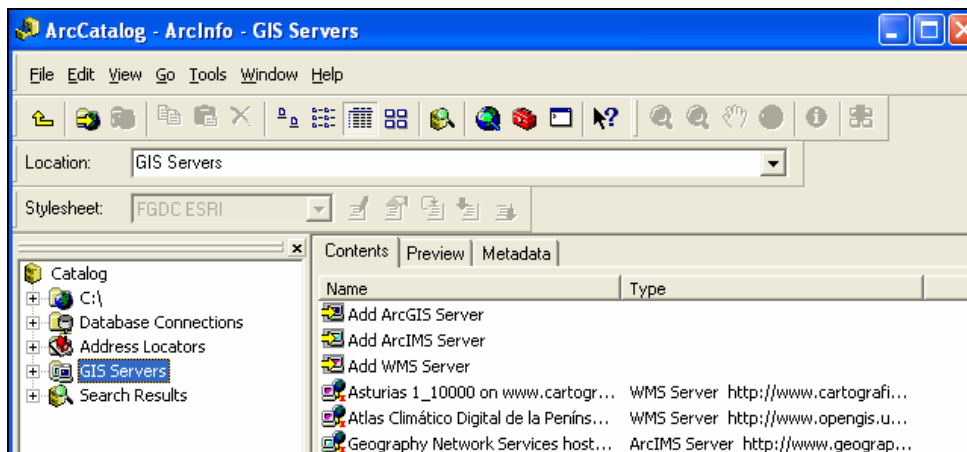 ArcCatalog - ArcInfo - GIS Servers
File Edit View Go Tools Window Help
Location: GIS Servers
Stylesheet: FGDC ESRI
Contents Preview Metadata
Catalog
C:\
Database Connections
Address Locators
GIS Servers
Search Results
Name Type
Add ArcGIS Server
Add ArcIMS Server
Add WMS Server
Asturias 1_10000 on www.cartogr... WMS Server http://www.cartografi...
Atlas Climático Digital de la Peníns... WMS Server http://www.opengis.u...
Geography Network Services host... ArcIMS Server http://www.geograp...